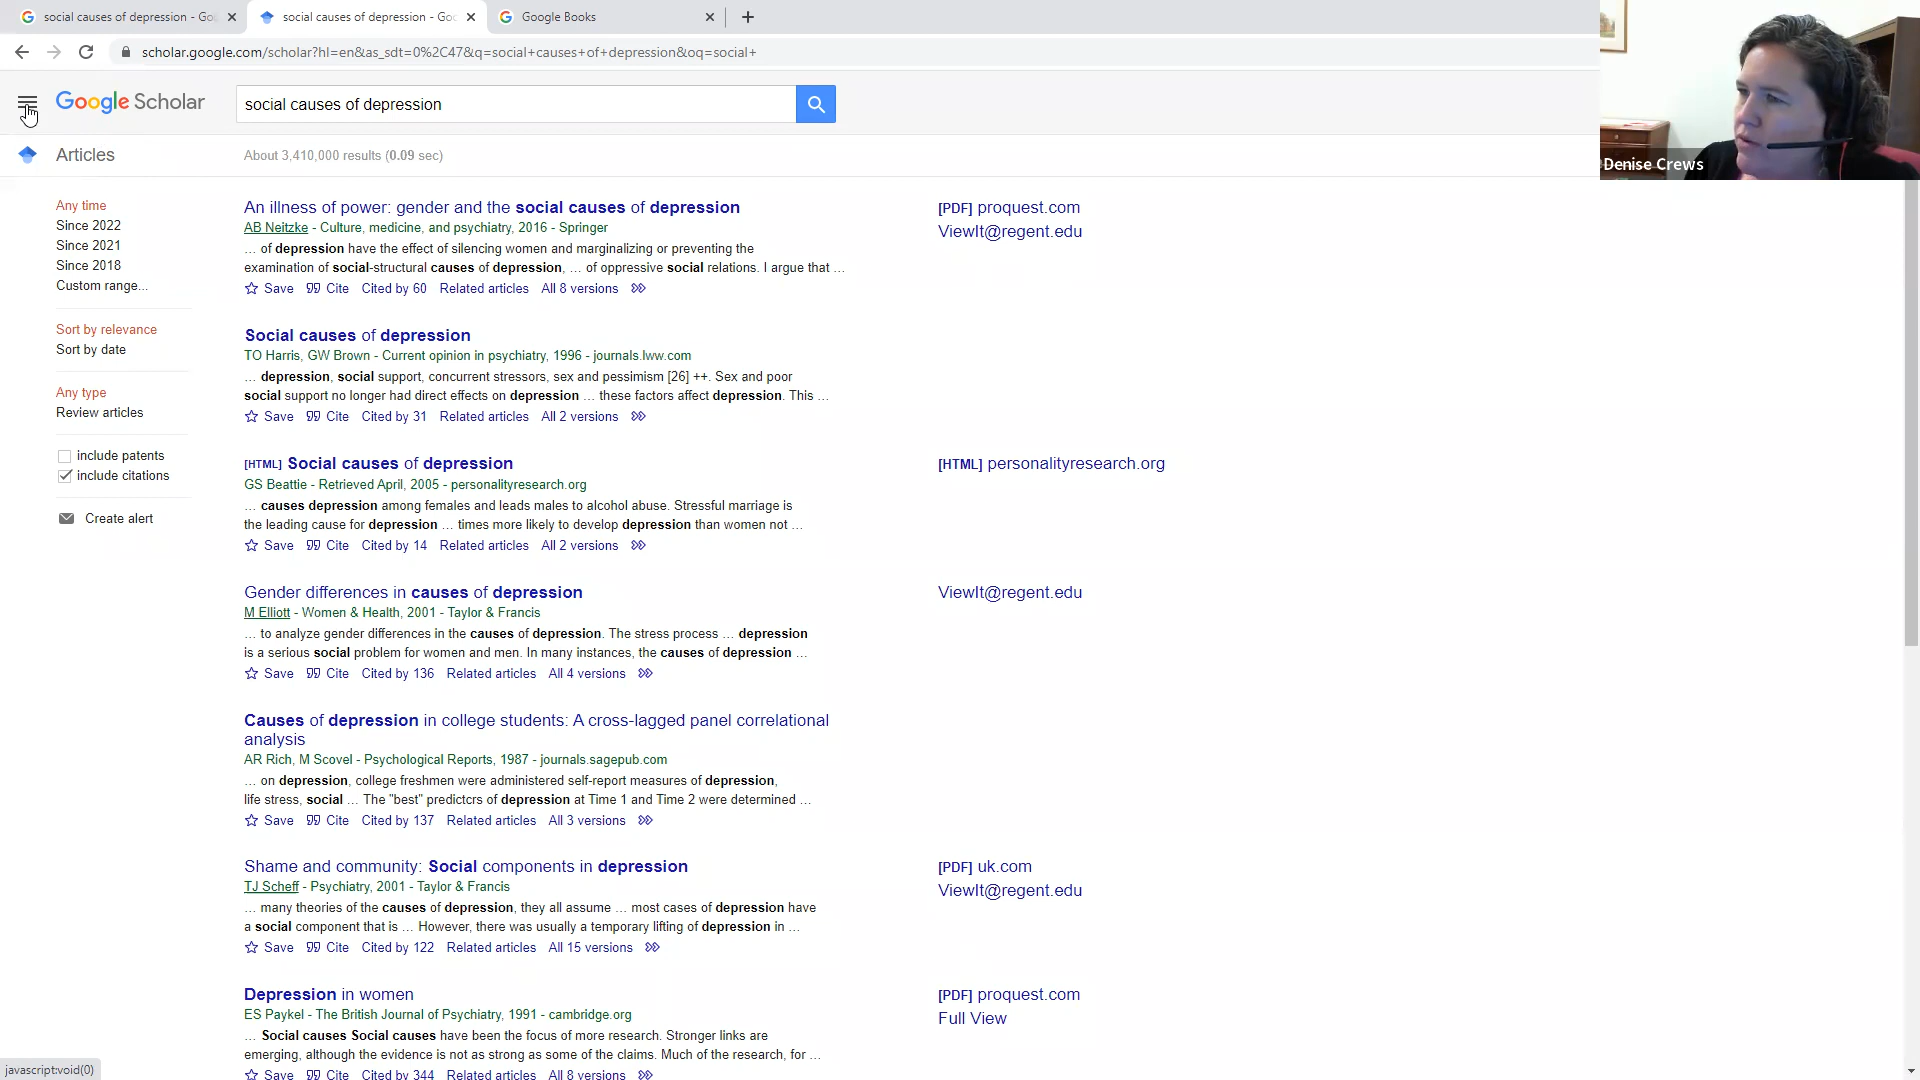 social causes of depression - Go
social causes of depression - Goo
Google Books
scholar.google.com/scholar?hl=en&as_sdt=0%2C47&q=social+causes+of+depression&oq=social+
Google Scholar
social causes of depression
Denise Crews
Articles
About 3,410,000 results (0.09 sec)
Any time
Since 2022
Since 2021
Since 2018
Custom range...
Sort by relevance
Sort by date
Any type
Review articles
include patents
include citations
Create alert
An illness of power: gender and the social causes of depression
AB Neitzke - Culture, medicine, and psychiatry, 2016 - Springer
… of depression have the effect of silencing women and marginalizing or preventing the
examination of social-structural causes of depression, … of oppressive social relations. I argue that …
Save Cite Cited by 60 Related articles All 8 versions
[PDF] proquest.com
ViewIt@regent.edu
Social causes of depression
TO Harris, GW Brown - Current opinion in psychiatry, 1996 - journals.lww.com
… depression, social support, concurrent stressors, sex and pessimism [26] ++. Sex and poor
social support no longer had direct effects on depression … these factors affect depression. This …
Save Cite Cited by 31 Related articles All 2 versions
[HTML] Social causes of depression
GS Beattie - Retrieved April, 2005 - personalityresearch.org
… causes depression among females and leads males to alcohol abuse. Stressful marriage is
the leading cause for depression … times more likely to develop depression than women not …
Save Cite Cited by 14 Related articles All 2 versions
[HTML] personalityresearch.org
Gender differences in causes of depression
M Elliott - Women & Health, 2001 - Taylor & Francis
… to analyze gender differences in the causes of depression. The stress process … depression
is a serious social problem for women and men. In many instances, the causes of depression …
Save Cite Cited by 136 Related articles All 4 versions
ViewIt@regent.edu
Causes of depression in college students: A cross-lagged panel correlational
analysis
AR Rich, M Scovel - Psychological Reports, 1987 - journals.sagepub.com
… on depression, college freshmen were administered self-report measures of depression,
life stress, social … The "best" predictcrs of depression at Time 1 and Time 2 were determined …
Save Cite Cited by 137 Related articles All 3 versions
Shame and community: Social components in depression
TJ Scheff - Psychiatry, 2001 - Taylor & Francis
… many theories of the causes of depression, they all assume … most cases of depression have
a social component that is … However, there was usually a temporary lifting of depression in …
Save Cite Cited by 122 Related articles All 15 versions
[PDF] uk.com
ViewIt@regent.edu
Depression in women
ES Paykel - The British Journal of Psychiatry, 1991 - cambridge.org
… Social causes Social causes have been the focus of more research. Stronger links are
emerging, although the evidence is not as strong as some of the claims. Much of the research, for …
Save Cite Cited by 344 Related articles All 8 versions
[PDF] proquest.com
Full View
javascript:void(0)